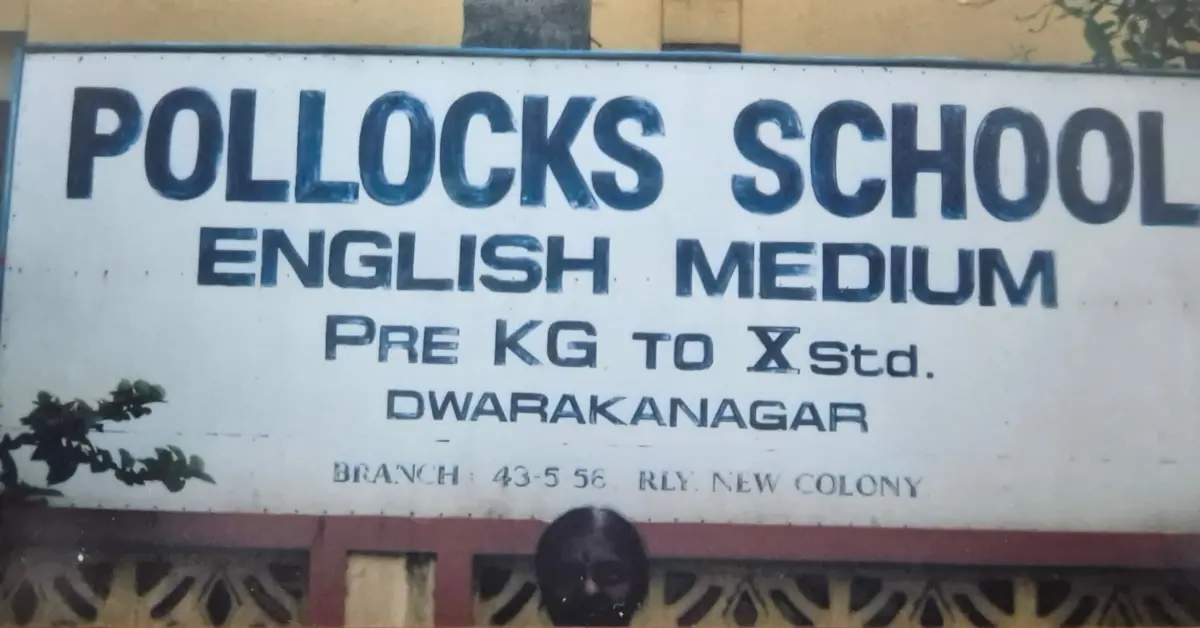 POLLOCKS SCHOOL
ENGLISH MEDIUM
PRE KG TO X Std.
DWARAKANAGAR
BRANCH : 43-5 56 RLY. NEW COLONY